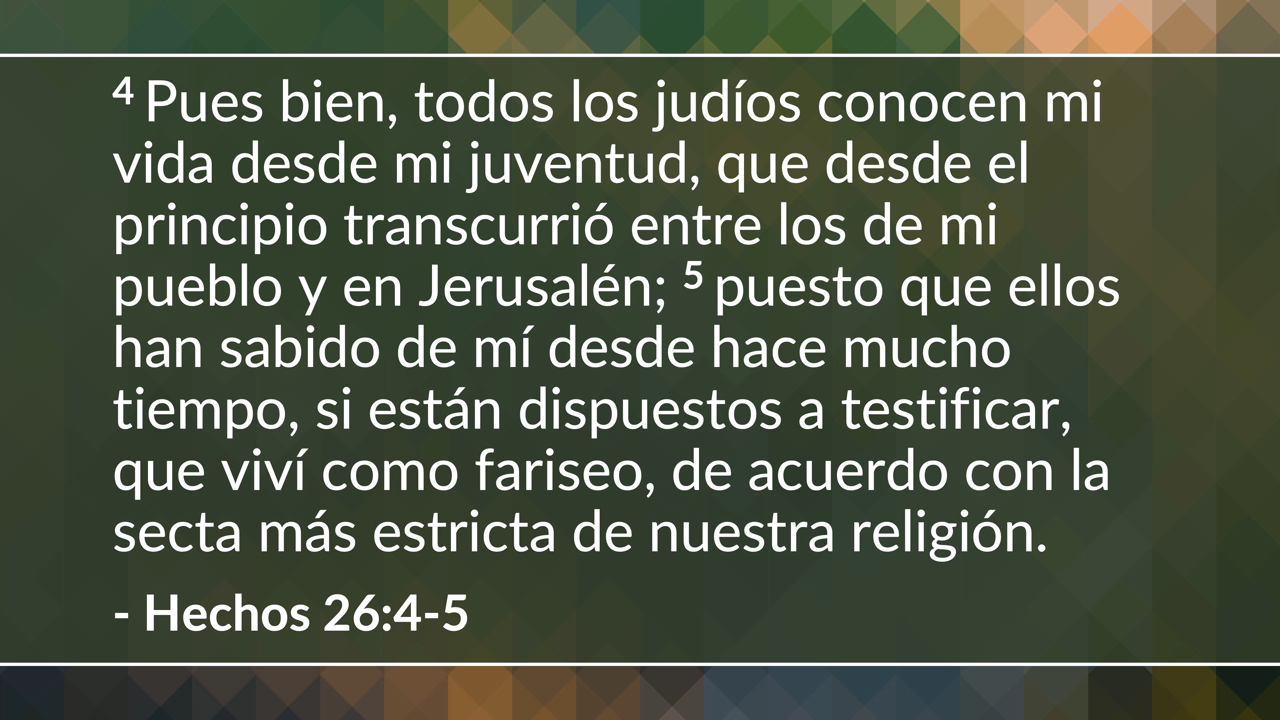 4 Pues bien, todos los judíos conocen mi
vida desde mi juventud, que desde el
principio transcurrió entre los de mi
pueblo y en Jerusalén; 5 puesto que ellos
han sabido de mí desde hace mucho
tiempo, si están dispuestos a testificar,
que viví como fariseo, de acuerdo con la
secta más estricta de nuestra religión.
- Hechos 26:4-5